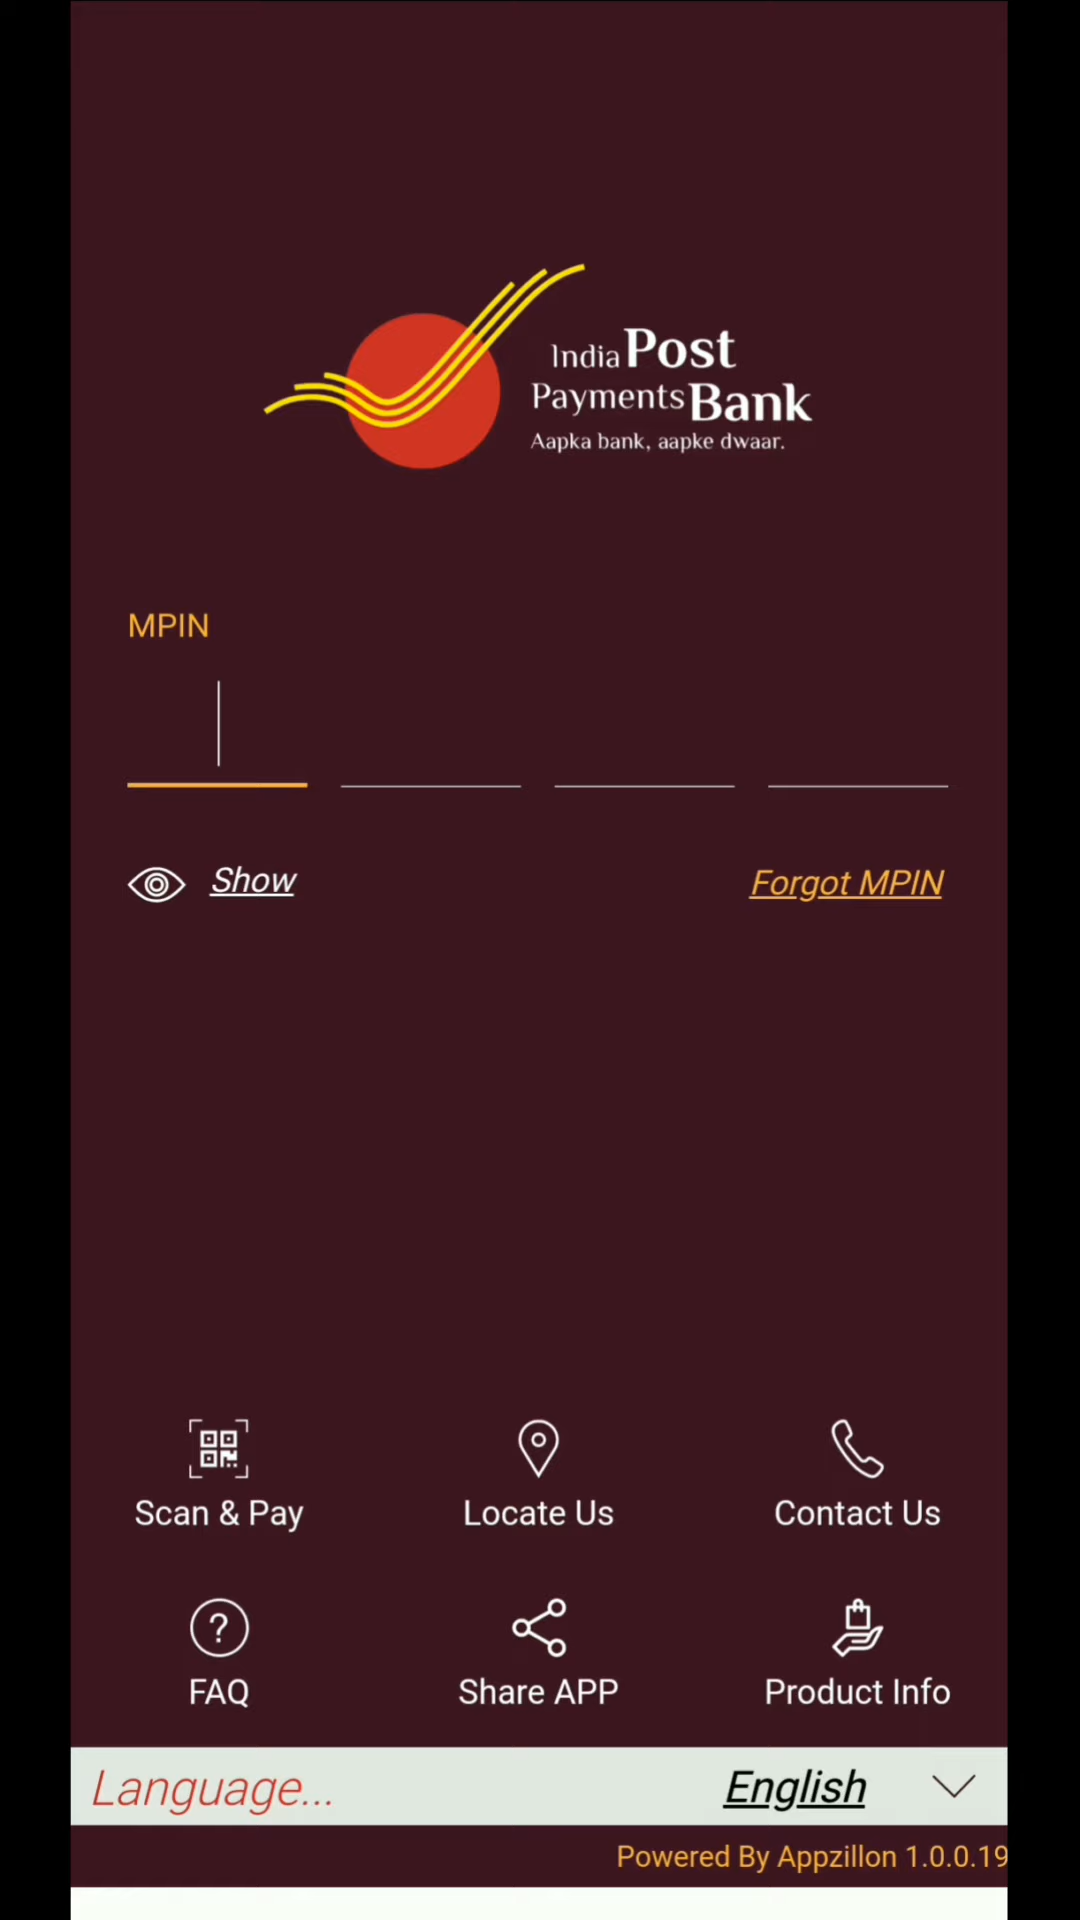 India Post
Payments Bank
Aapka bank, aapke dwaar.
MPIN
Show
Forgot MPIN
Scan & Pay
Locate Us
Contact Us
FAQ
Share APP
Product Info
Language...
English
Powered By Appzillon 1.0.0.19